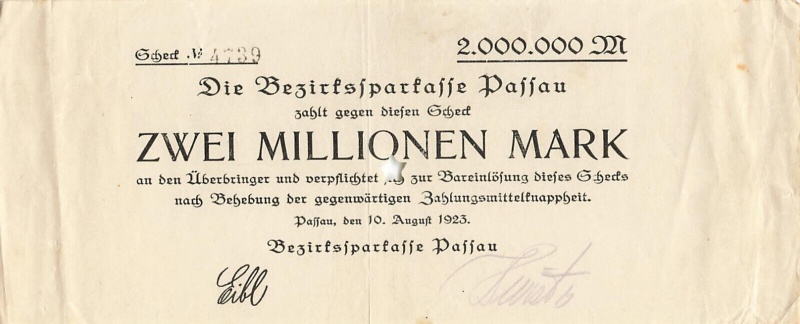 Scheck № 4739
2.000.000 M
Die Bezirkssparkasse Passau
zahlt gegen diesen Scheck
ZWEI MILLIONEN MARK
an den Überbringer und verpflichtet sich zur Bareinlösung dieses Schecks
nach Behebung der gegenwärtigen Zahlungsmittelknappheit.
Passau, den 10. August 1923.
Bezirkssparkasse Passau
Eibl